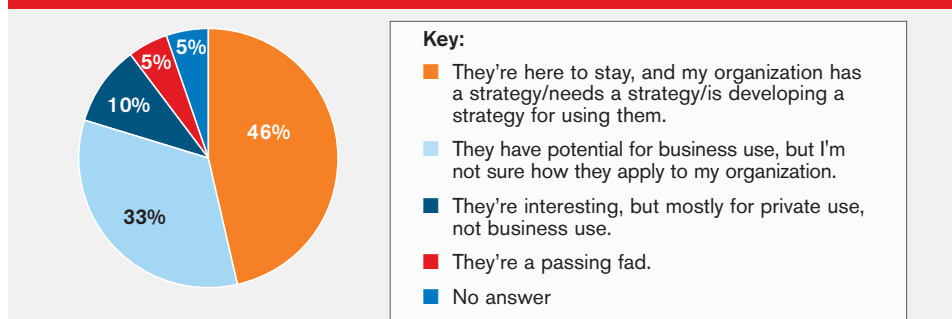 5%
5%
10%
46%
33%
Key:
They're here to stay, and my organization has
a strategy/needs a strategy/is developing a
strategy for using them.
They have potential for business use, but I'm
not sure how they apply to my organization.
They're interesting, but mostly for private use,
not business use.
They're a passing fad.
No answer